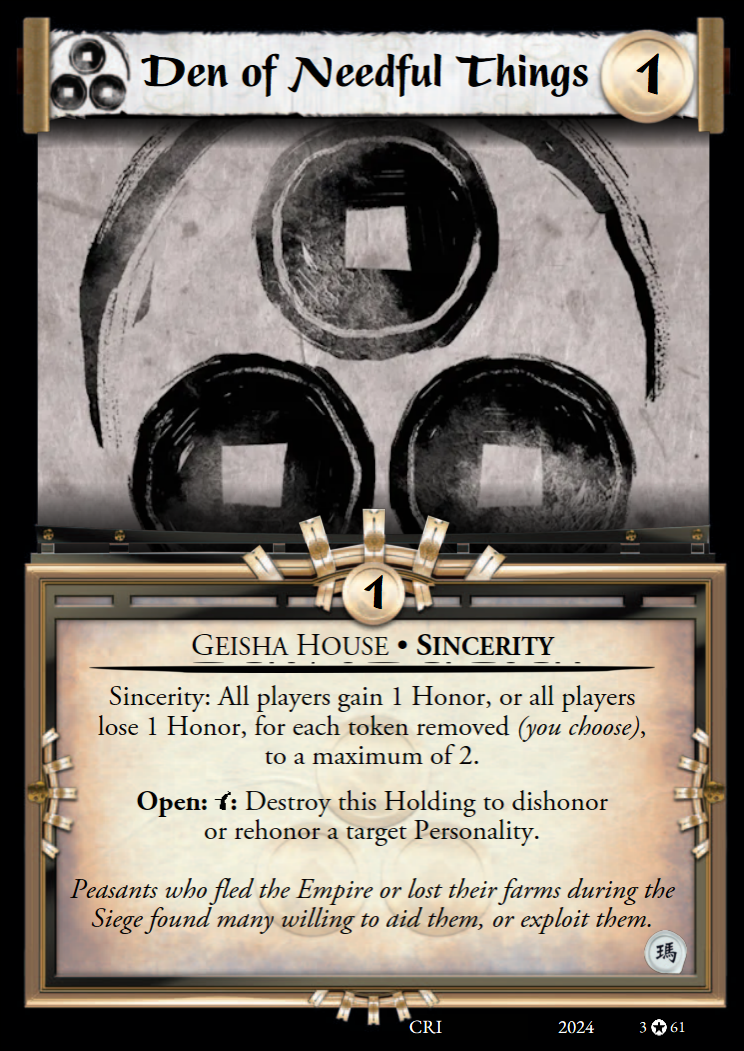 Den of Needful Things
1
1
GEISHA HOUSE • SINCERITY
Sincerity: All players gain 1 Honor, or all players
lose 1 Honor, for each token removed (you choose),
to a maximum of 2.
Open: : Destroy this Holding to dishonor
or rehonor a target Personality.
Peasants who fled the Empire or lost their farms during the
Siege found many willing to aid them, or exploit them.
瑪
CRI 2024 3 ✪ 61